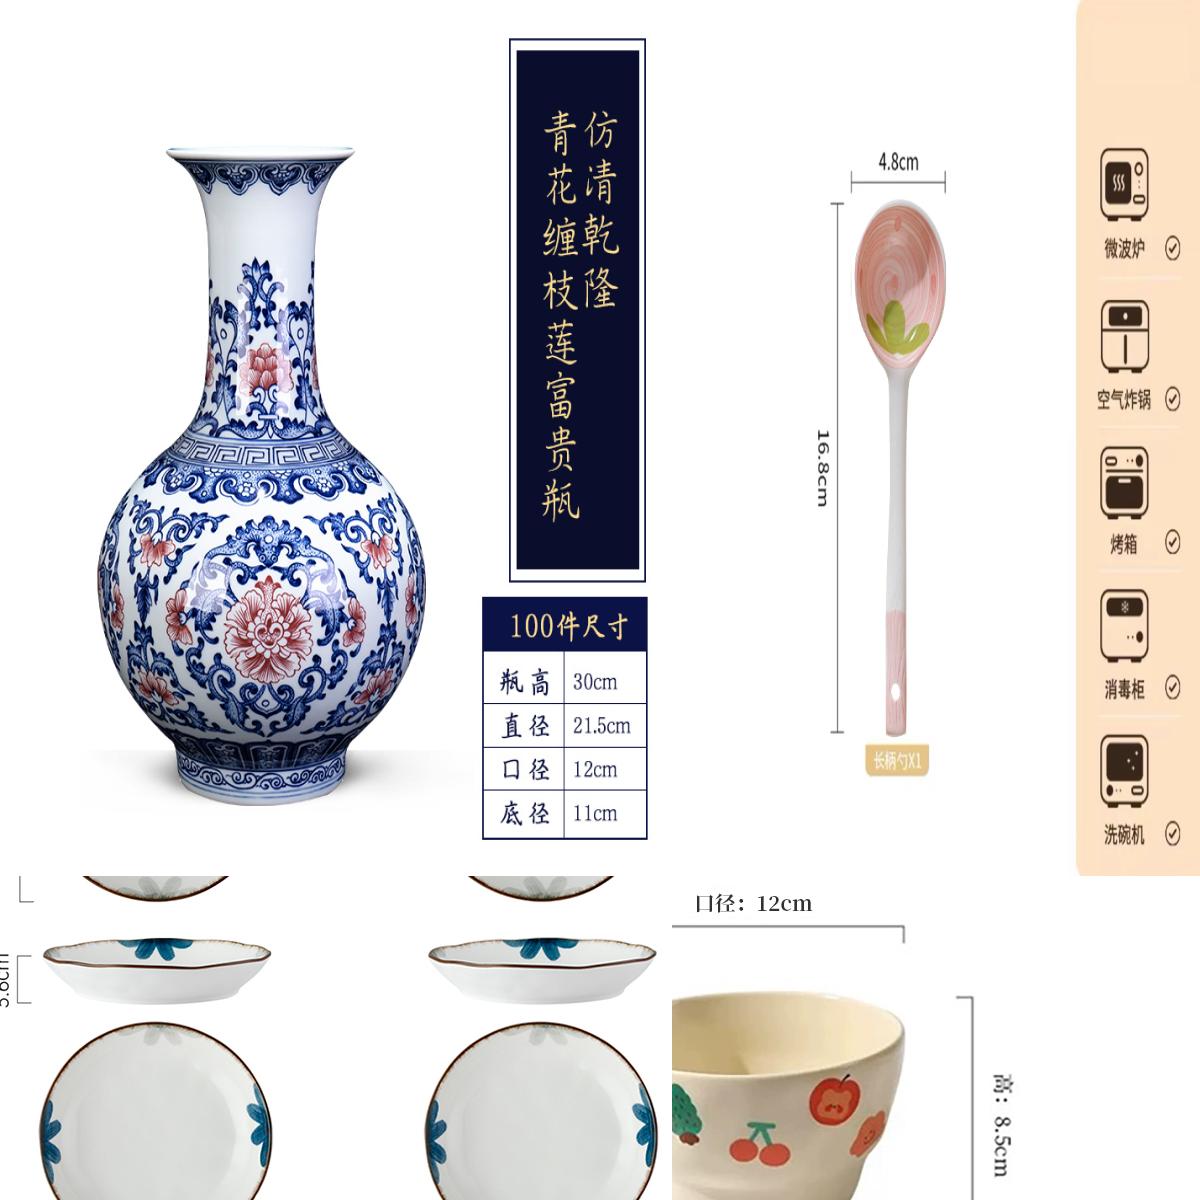 仿清乾隆
青花缠枝莲富贵瓶
100件尺寸
瓶高 30cm
直径 21.5cm
口径 12cm
底径 11cm
4.8cm
16.8cm
长柄勺X1
微波炉
空气炸锅
烤箱
消毒柜
洗碗机
口径：12cm
高：8.5cm